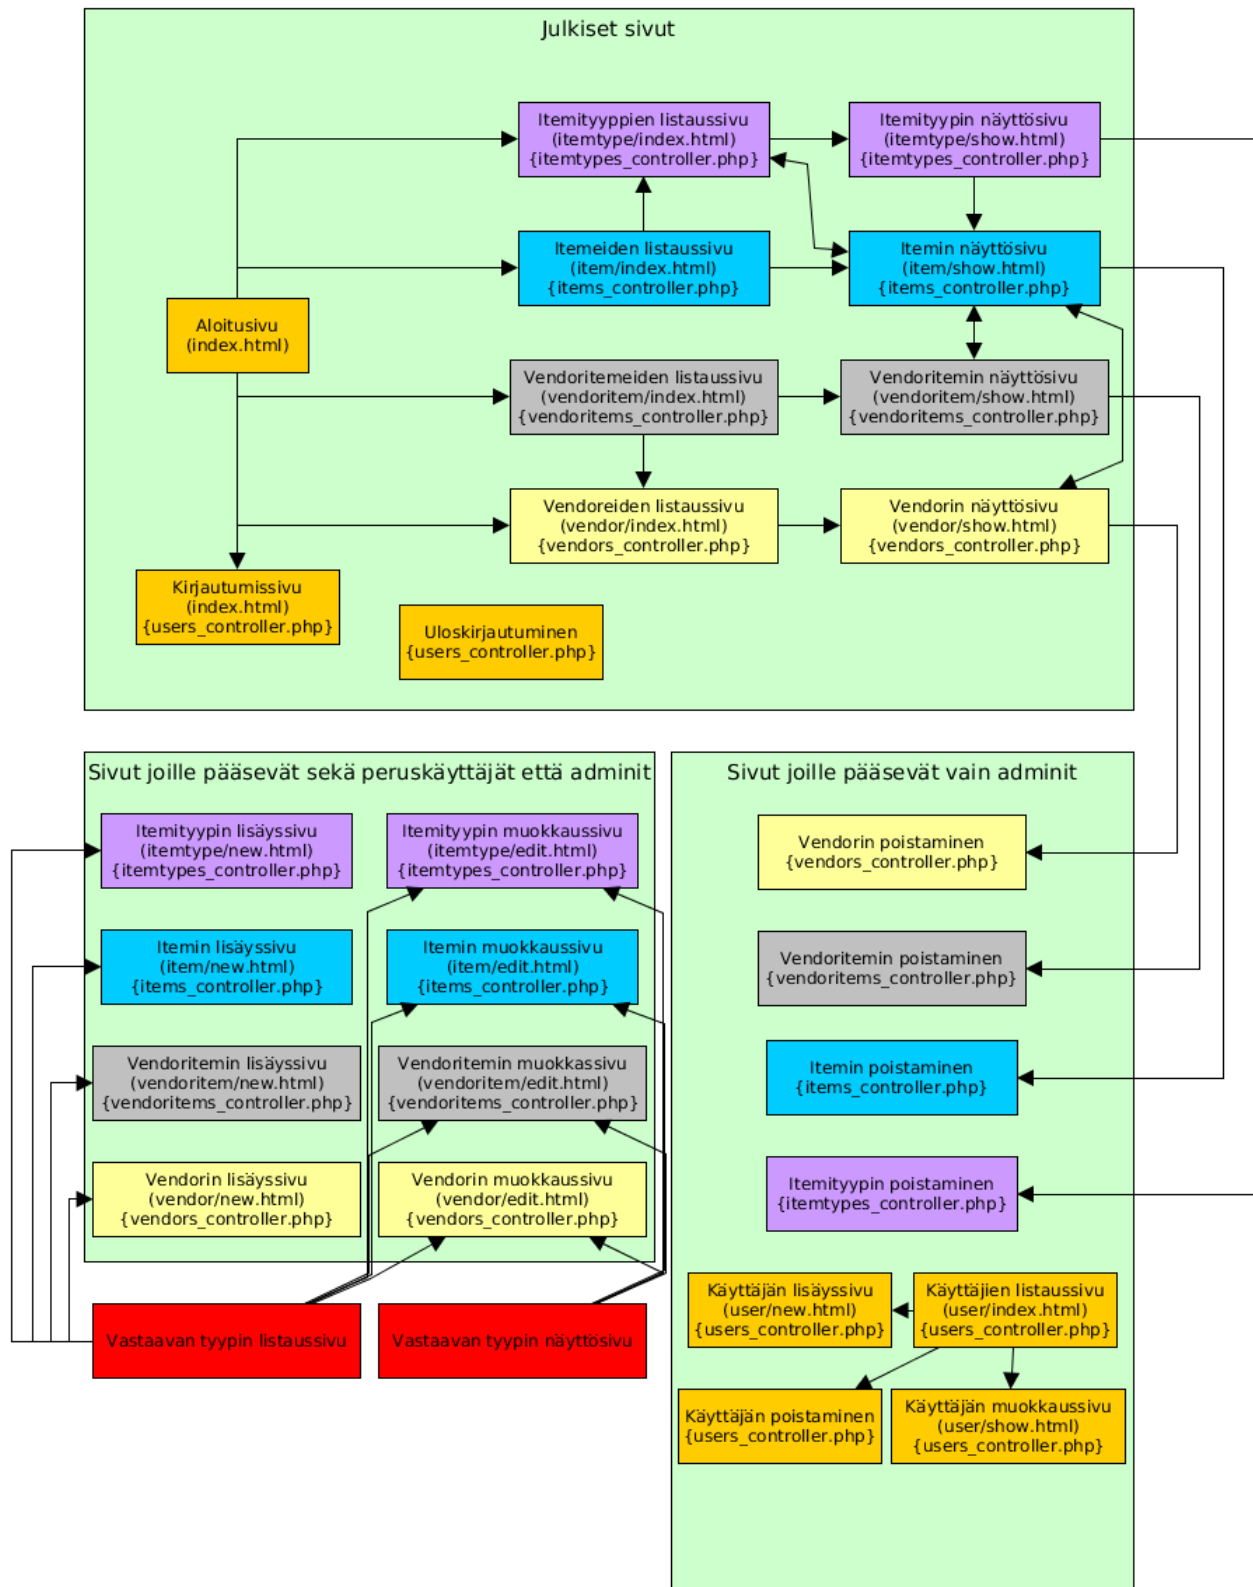 Julkiset sivut
Itemityyppien listaussivu
(itemtype/index.html)
{itemtypes_controller.php}
Itemityypin näyttösivu
(itemtype/show.html)
{itemtypes_controller.php}
Itemeiden listaussivu
(item/index.html)
{items_controller.php}
Itemin näyttösivu
(item/show.html)
{items_controller.php}
Aloitusivu
(index.html)
Vendoritemeiden listaussivu
(vendoritem/index.html)
{vendoritems_controller.php}
Vendoritemin näyttösivu
(vendoritem/show.html)
{vendoritems_controller.php}
Vendoreiden listaussivu
(vendor/index.html)
{vendors_controller.php}
Vendorin näyttösivu
(vendor/show.html)
{vendors_controller.php}
Kirjautumissivu
(index.html)
{users_controller.php}
Uloskirjautuminen
{users_controller.php}
Sivut joille pääsevät sekä peruskäyttäjät että adminit
Itemityypin lisäyssivu
(itemtype/new.html)
{itemtypes_controller.php}
Itemityypin muokkaussivu
(itemtype/edit.html)
{itemtypes_controller.php}
Itemin lisäyssivu
(item/new.html)
{items_controller.php}
Itemin muokkaussivu
(item/edit.html)
{items_controller.php}
Vendoritemin lisäyssivu
(vendoritem/new.html)
{vendoritems_controller.php}
Vendoritemin muokkassivu
(vendoritem/edit.html)
{vendoritems_controller.php}
Vendorin lisäyssivu
(vendor/new.html)
{vendors_controller.php}
Vendorin muokkaussivu
(vendor/edit.html)
{vendors_controller.php}
Vastaavan tyypin listaussivu
Vastaavan tyypin näyttösivu
Sivut joille pääsevät vain adminit
Vendorin poistaminen
{vendors_controller.php}
Vendoritemin poistaminen
{vendoritems_controller.php}
Itemin poistaminen
{items_controller.php}
Itemityypin poistaminen
{itemtypes_controller.php}
Käyttäjän lisäyssivu
(user/new.html)
{users_controller.php}
Käyttäjien listaussivu
(user/index.html)
{users_controller.php}
Käyttäjän poistaminen
{users_controller.php}
Käyttäjän muokkaussivu
(user/show.html)
{users_controller.php}